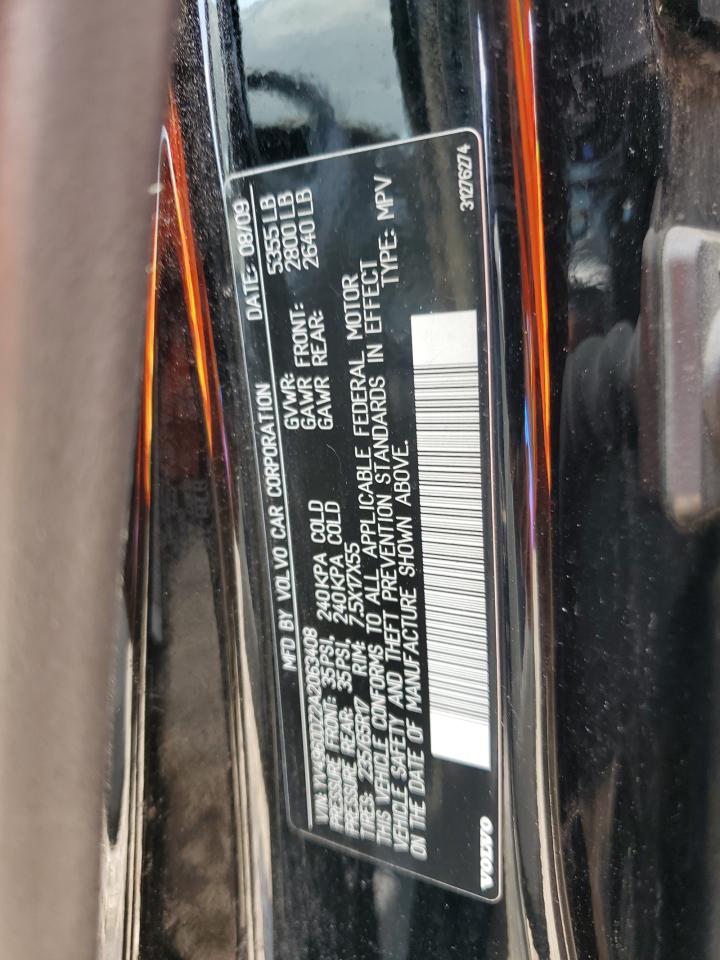 MFD BY VOLVO CAR CORPORATION DATE: 08/09
VIN: YV4960DZ2A2063408 GVWR: 5355 LB
PRESSURE FRONT: 35 PSI, 240 KPA COLD GAWR FRONT: 2800 LB
PRESSURE REAR: 35 PSI, 240 KPA COLD GAWR REAR: 2640 LB
TIRES: 235/65R17 RIM: 7.5X17X55
THIS VEHICLE CONFORMS TO ALL APPLICABLE FEDERAL MOTOR
VEHICLE SAFETY AND THEFT PREVENTION STANDARDS IN EFFECT
ON THE DATE OF MANUFACTURE SHOWN ABOVE. TYPE: MPV
VOLVO 31276274